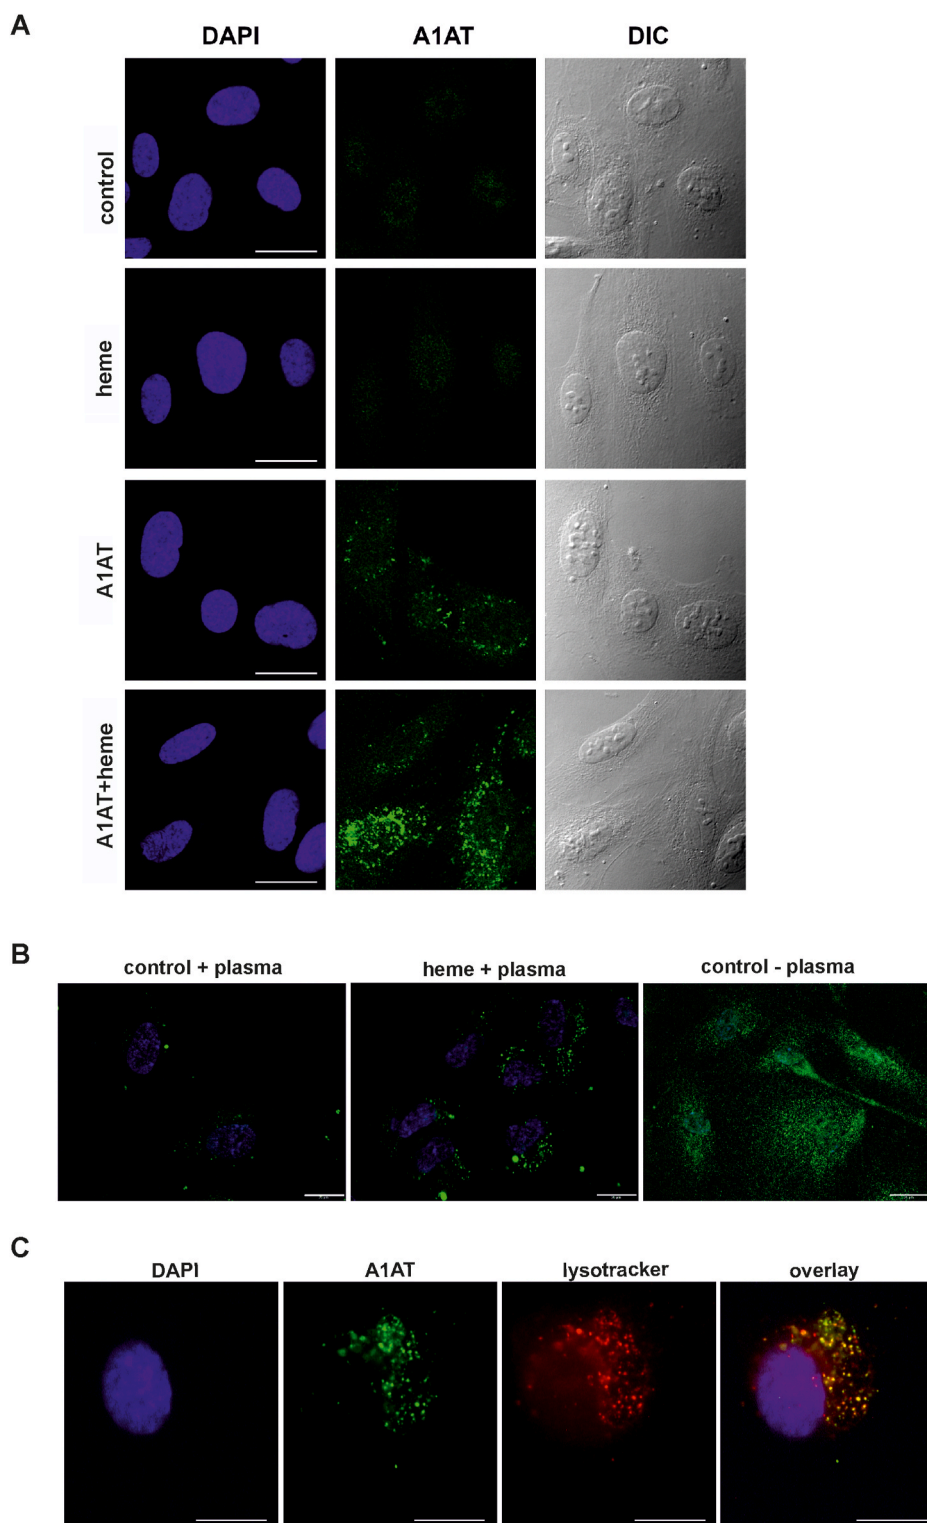 A
DAPI A1AT DIC
control
heme
A1AT
A1AT+heme
B
control + plasma heme + plasma control - plasma
C
DAPI A1AT lysotracker overlay